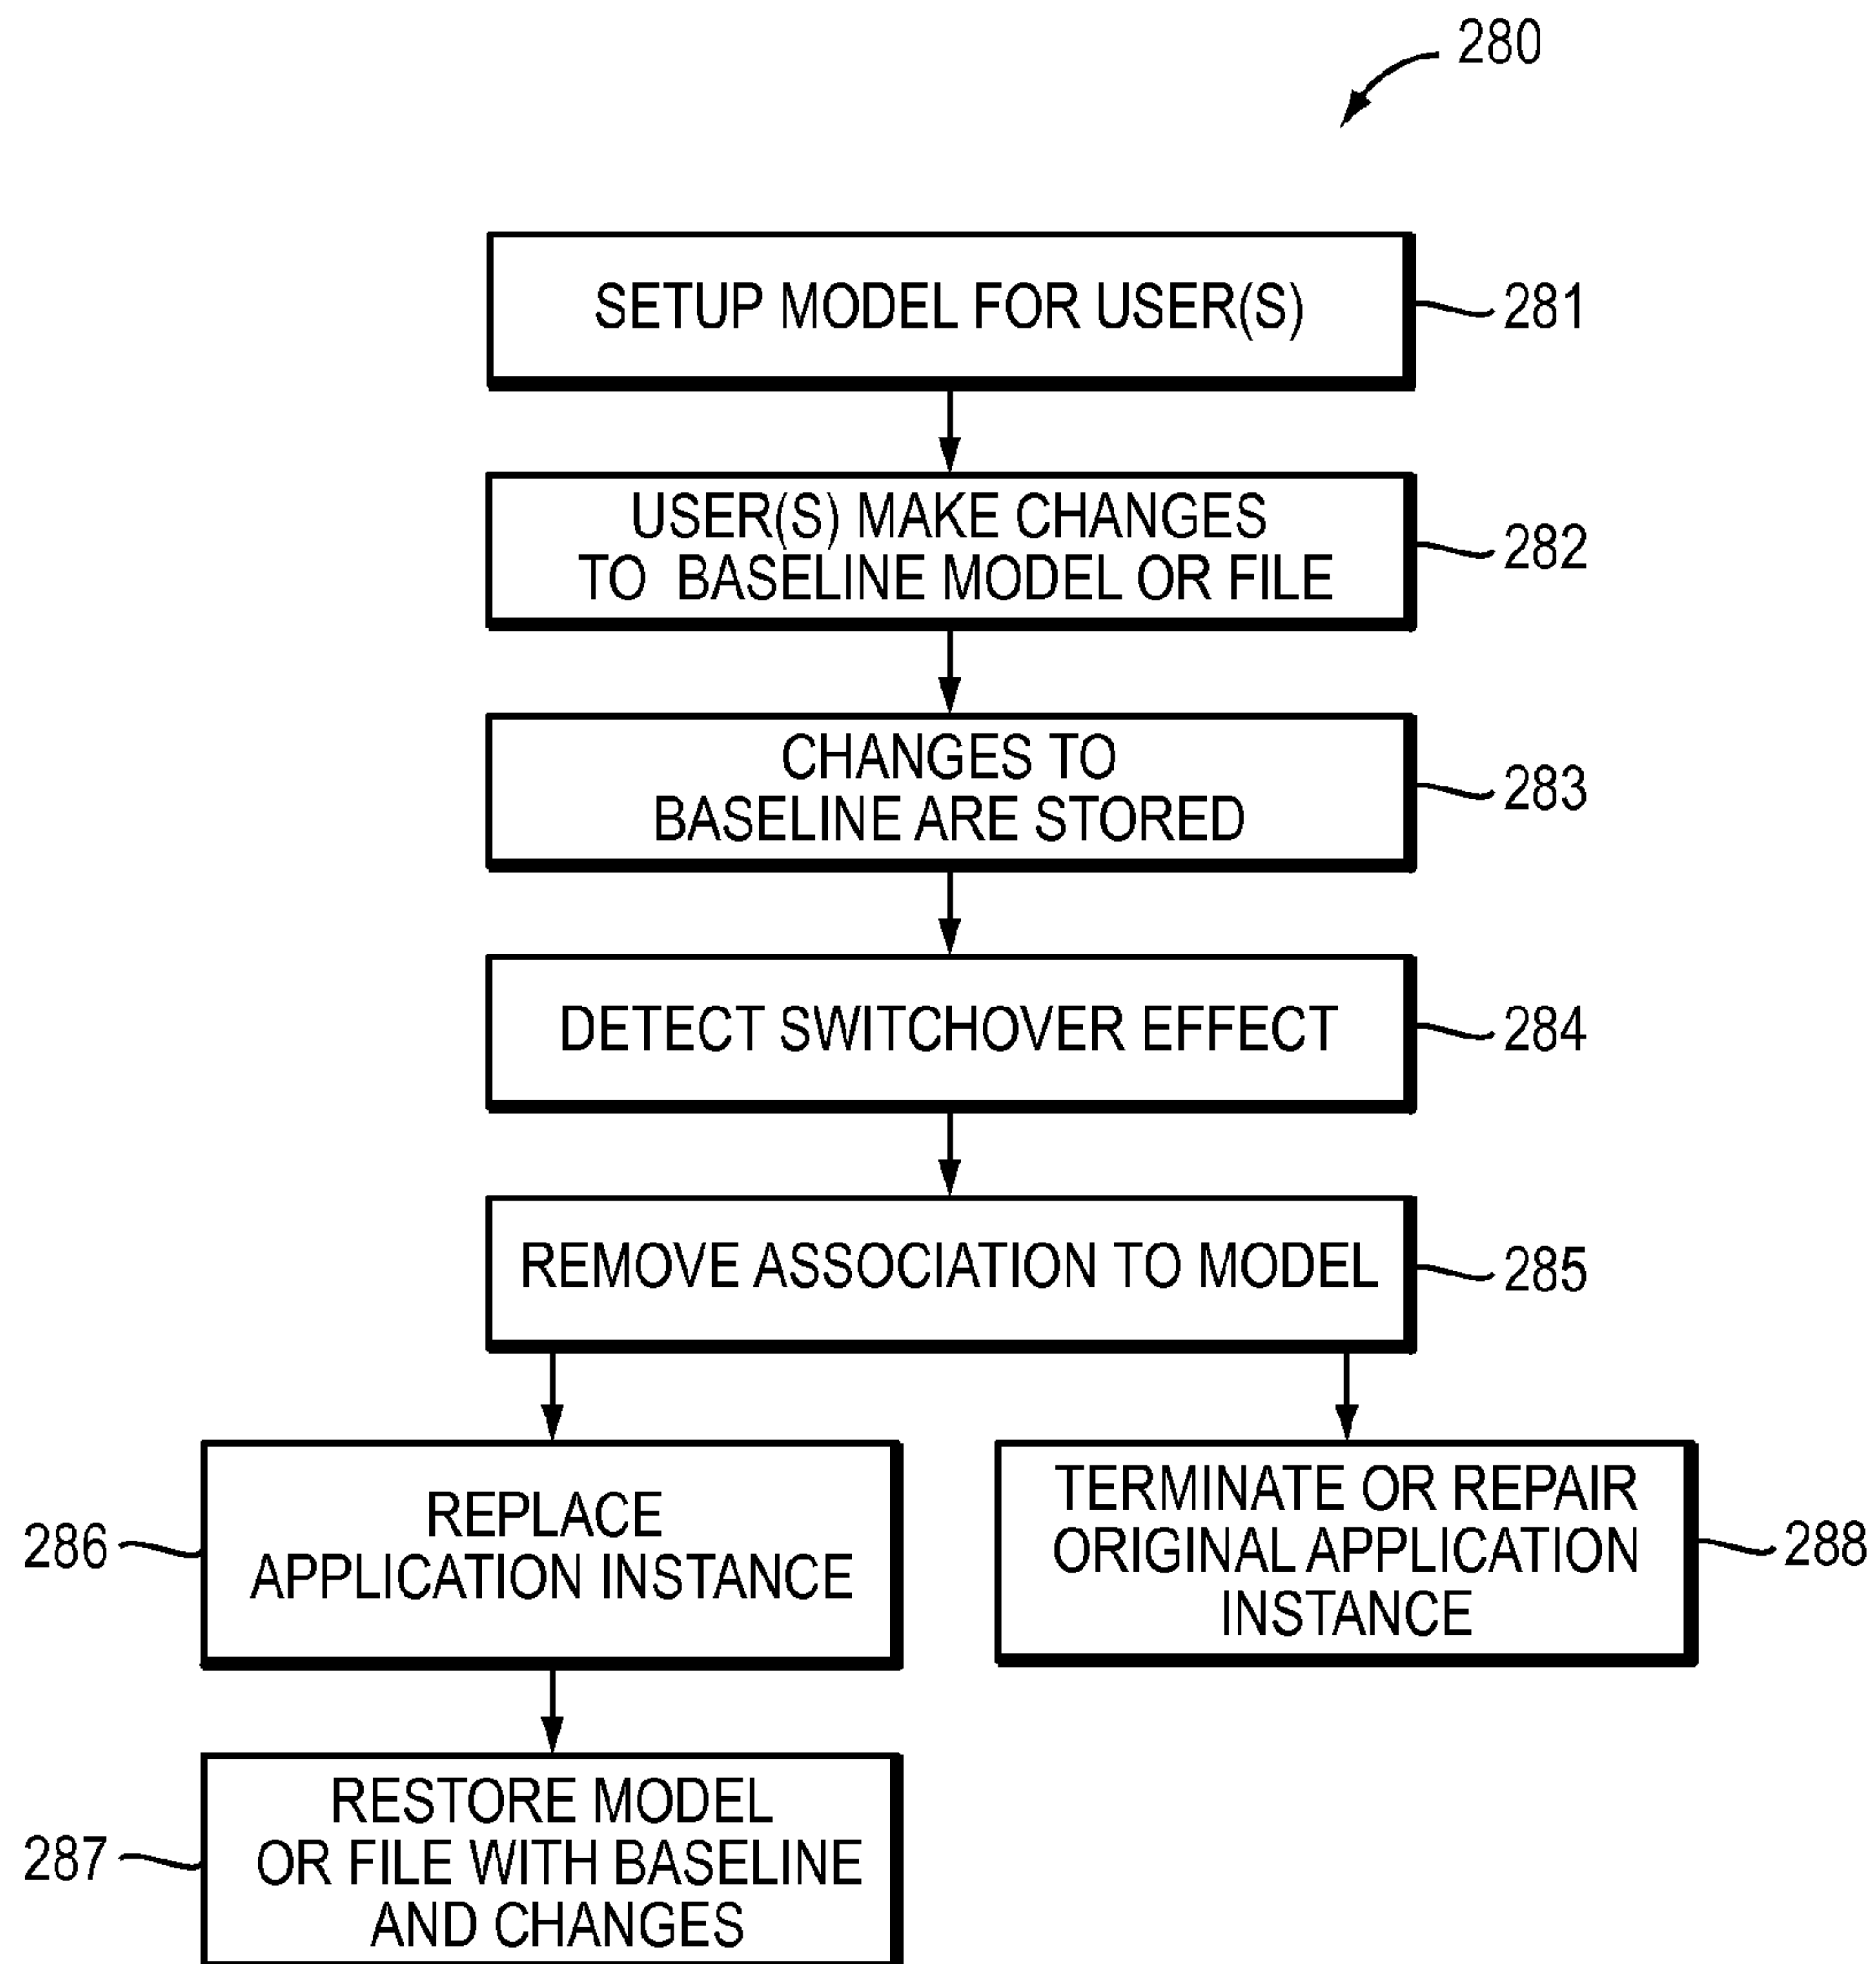 280
SETUP MODEL FOR USER(S)
281
USER(S) MAKE CHANGES
TO BASELINE MODEL OR FILE
282
CHANGES TO
BASELINE ARE STORED
283
DETECT SWITCHOVER EFFECT
284
REMOVE ASSOCIATION TO MODEL
285
286
REPLACE
APPLICATION INSTANCE
TERMINATE OR REPAIR
ORIGINAL APPLICATION
INSTANCE
288
287
RESTORE MODEL
OR FILE WITH BASELINE
AND CHANGES